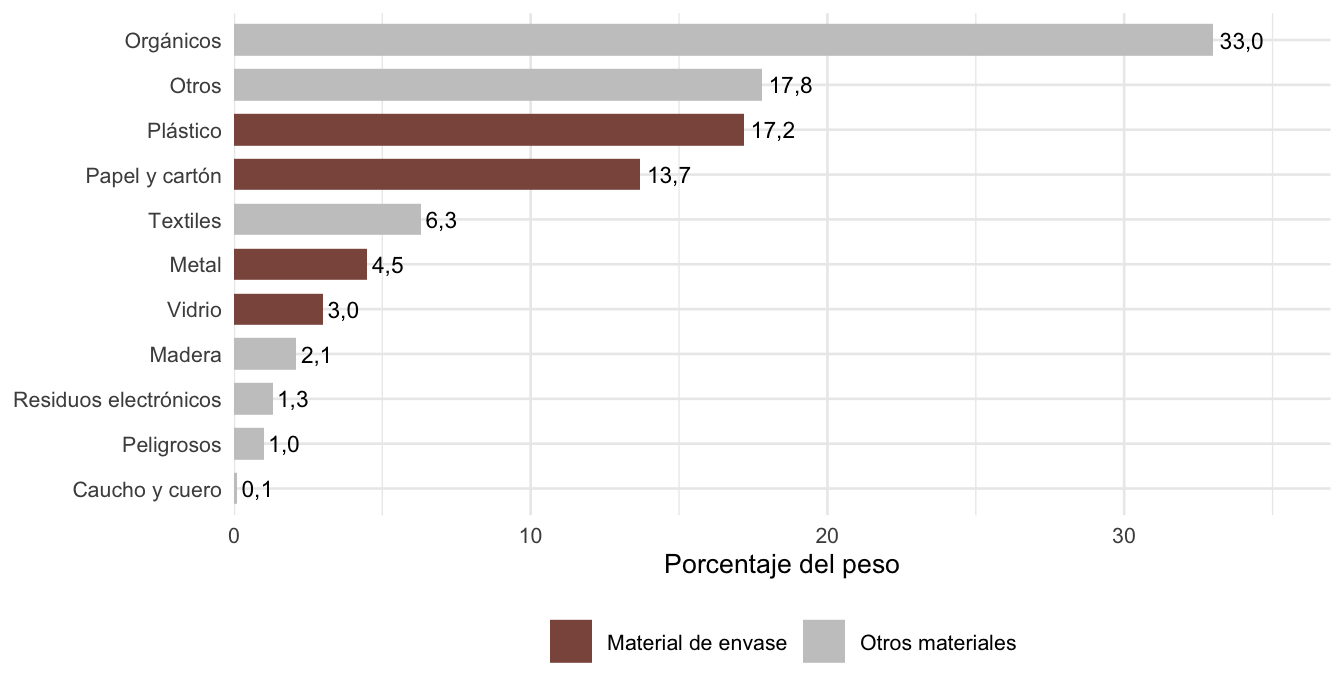 Orgánicos 33,0
Otros 17,8
Plástico 17,2
Papel y cartón 13,7
Textiles 6,3
Metal 4,5
Vidrio 3,0
Madera 2,1
Residuos electrónicos 1,3
Peligrosos 1,0
Caucho y cuero 0,1
0 10 20 30
Porcentaje del peso
Material de envase Otros materiales